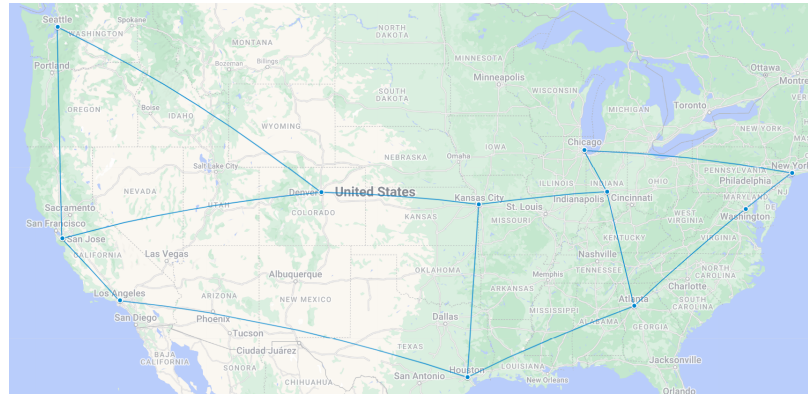 Seattle
Spokane
WASHINGTON
NORTH
DAKOTA
MONTANA
MINNESOTA
Ottawa
Montre
Portland
Bozeman
Billings
Minneapolis
WISCONSIN
VER
OREGON
Boise
IDAHO
SOUTH
DAKOTA
MICHIGAN
Toronto
WYOMING
NEW YORK
Chicago
IOWA
Salt Lake City
NEBRASKA
Omaha
PENNSYLVANIA
New York
NEVADA
UTAH
Denver
United States
ILLINOIS
INDIANA
OHIO
Philadelphia
Sacramento
COLORADO
KANSAS
Kansas City
St. Louis
Indianapolis
Cincinnati
MARYLAND
NJ
San Francisco
San Jose
MISSOURI
WEST
VIRGINIA
Washington
CALIFORNIA
Las Vegas
KENTUCKY
VIRGINIA
Nashville
Los Angeles
Albuquerque
OKLAHOMA
Memphis
TENNESSEE
NORTH
CAROLINA
ARIZONA
NEW MEXICO
ARKANSAS
Charlotte
San Diego
Phoenix
Dallas
MISSISSIPPI
Atlanta
SOUTH
CAROLINA
Tucson
ALABAMA
GEORGIA
BAJA
CALIFORNIA
Ciudad Juárez
TEXAS
SONORA
Houston
LOUISIANA
Jacksonville
CHIHUAHUA
San Antonio
New Orleans
Orlando